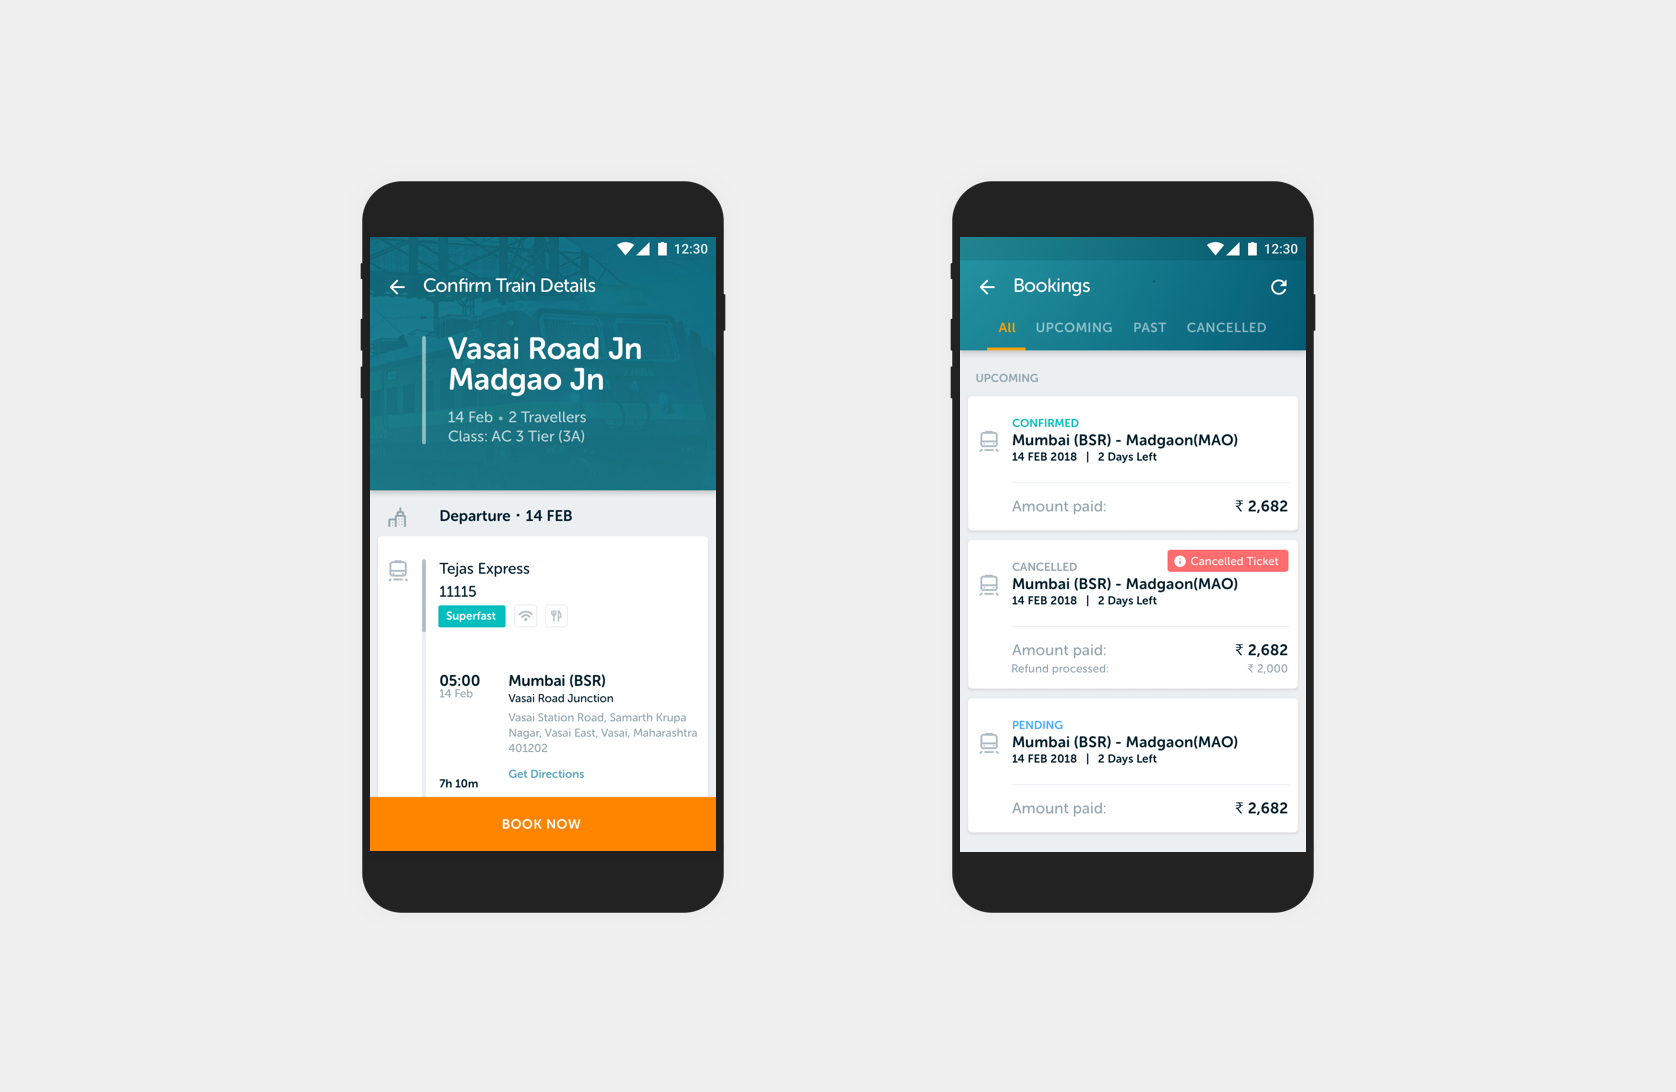 12:30
Confirm Train Details
Vasai Road Jn
Madgao Jn
14 Feb • 2 Travellers
Class: AC 3 Tier (3A)
Departure · 14 FEB
Tejas Express
11115
Superfast
05:00
14 Feb
Mumbai (BSR)
Vasai Road Junction
Vasai Station Road, Samarth Krupa
Nagar, Vasai East, Vasai, Maharashtra
401202
Get Directions
7h 10m
BOOK NOW
12:30
Bookings
All UPCOMING PAST CANCELLED
UPCOMING
CONFIRMED
Mumbai (BSR) - Madgaon(MAO)
14 FEB 2018 | 2 Days Left
Amount paid: ₹ 2,682
Cancelled Ticket
CANCELLED
Mumbai (BSR) - Madgaon(MAO)
14 FEB 2018 | 2 Days Left
Amount paid: ₹ 2,682
Refund processed: ₹ 2,000
PENDING
Mumbai (BSR) - Madgaon(MAO)
14 FEB 2018 | 2 Days Left
Amount paid: ₹ 2,682